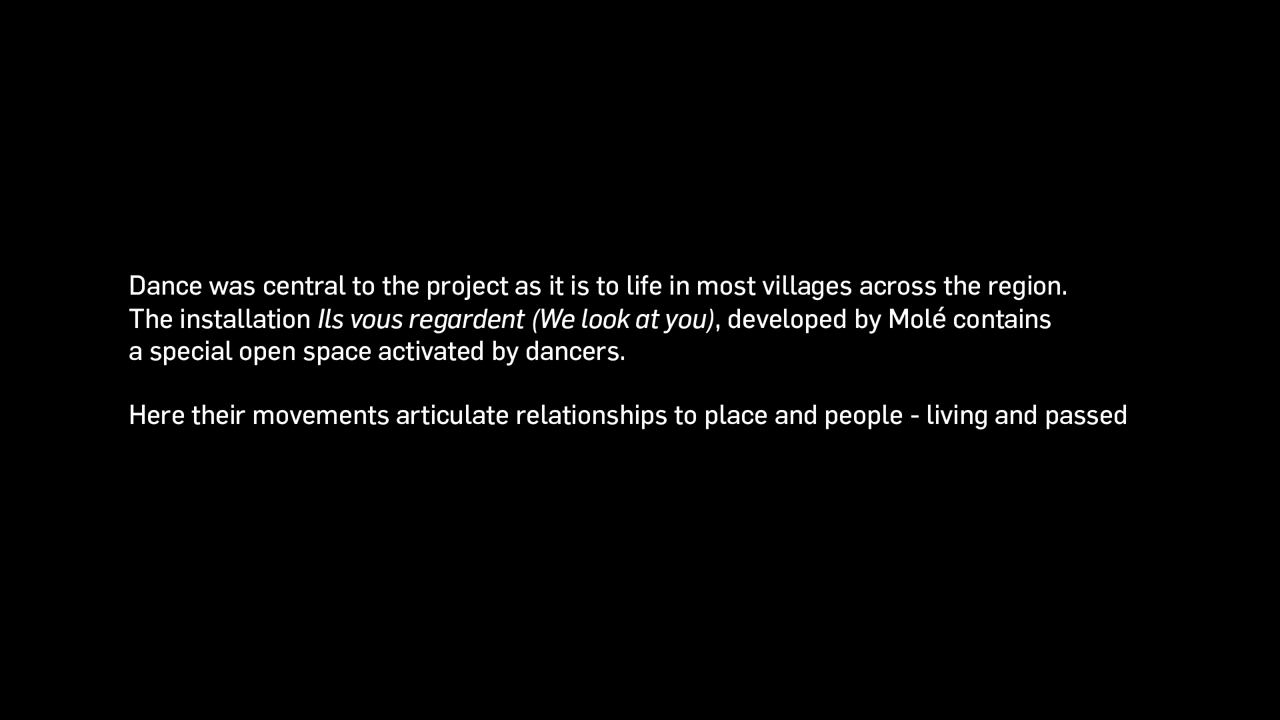 Dance was central to the project as it is to life in most villages across the region.
The installation Ils vous regardent (We look at you), developed by Molé contains
a special open space activated by dancers.
Here their movements articulate relationships to place and people - living and passed